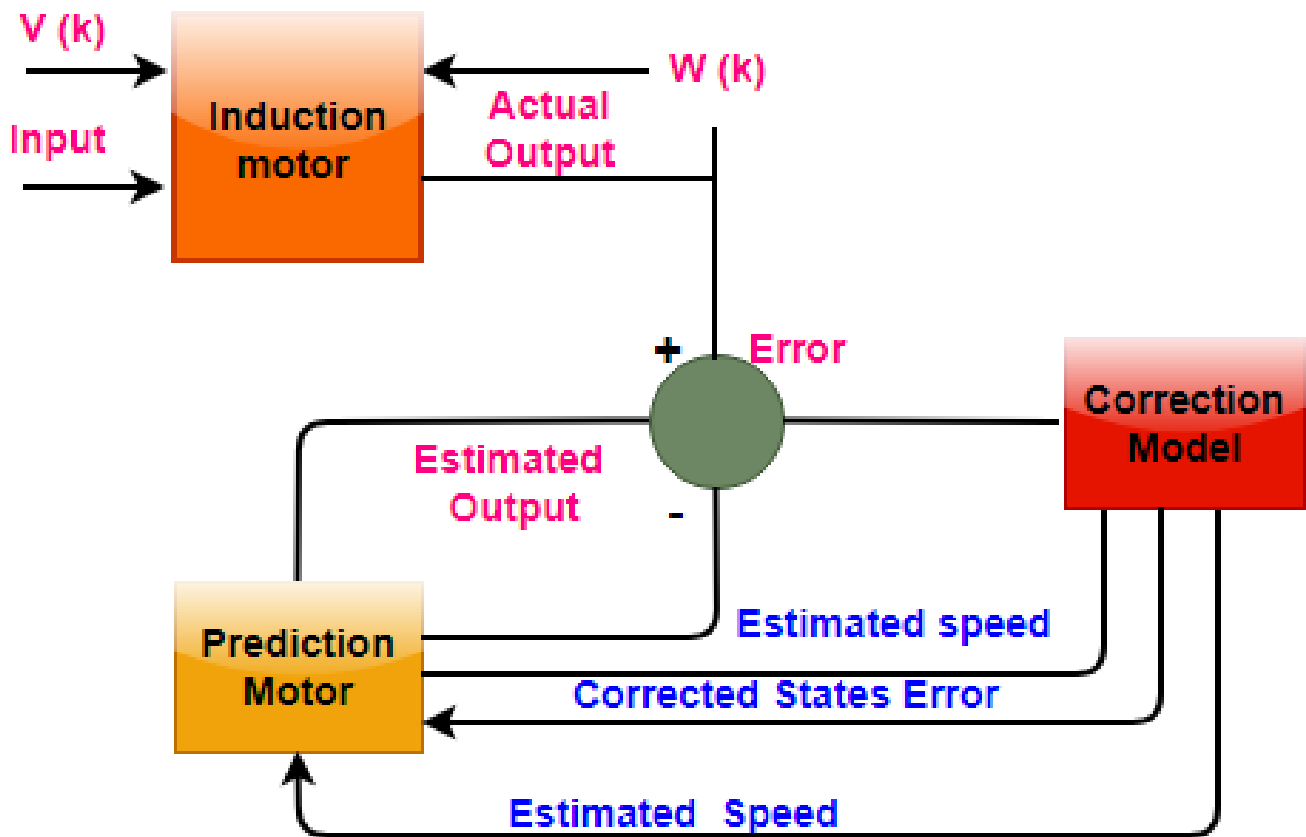 V (k)
Input
Induction
motor
W (k)
Actual
Output
+
Error
Correction
Model
Estimated
Output
-
Prediction
Motor
Estimated speed
Corrected States Error
Estimated Speed